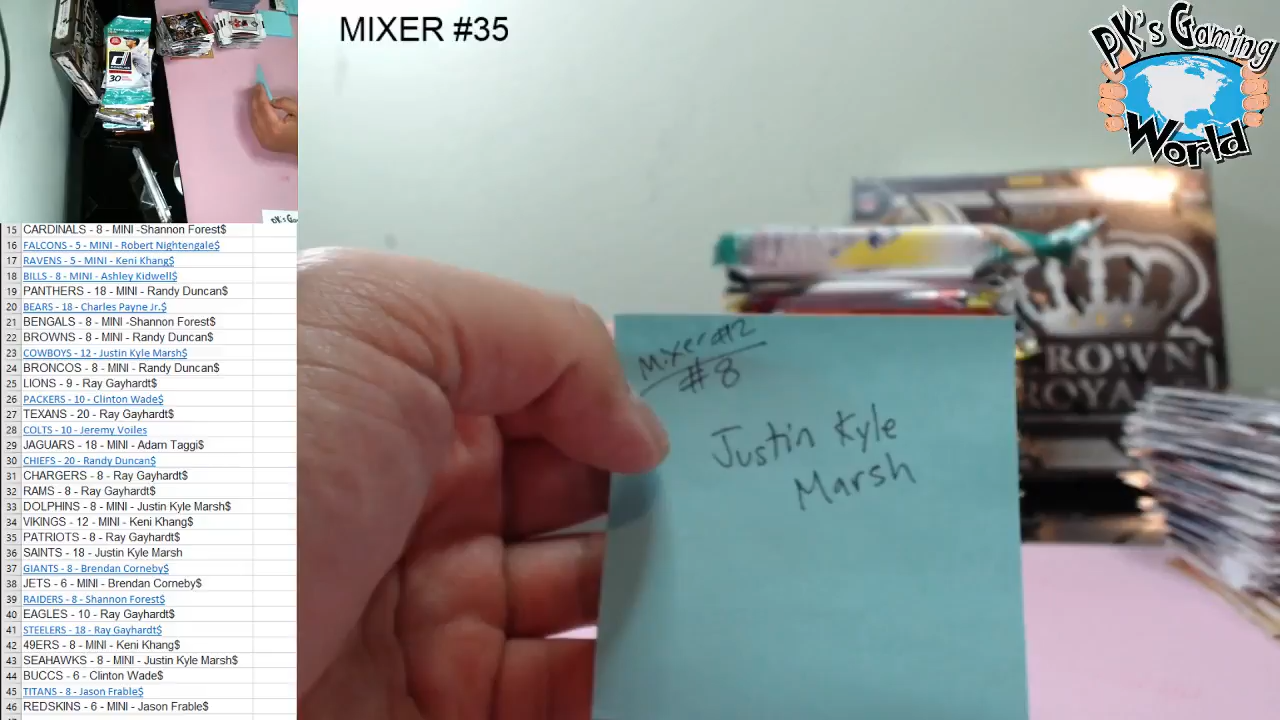 MIXER #35
PK's Gaming
World
30
PK's Ga
15 CARDINALS - 8 - MINI -Shannon Forest$
16 FALCONS - 5 - MINI - Robert Nightengale$
17 RAVENS - 5 - MINI - Keni Khang$
18 BILLS - 8 - MINI - Ashley Kidwell$
19 PANTHERS - 18 - MINI - Randy Duncan$
20 BEARS - 18 - Charles Payne Jr.$
21 BENGALS - 8 - MINI -Shannon Forest$
22 BROWNS - 8 - MINI - Randy Duncan$
23 COWBOYS - 12 - Justin Kyle Marsh$
24 BRONCOS - 8 - MINI - Randy Duncan$
25 LIONS - 9 - Ray Gayhardt$
26 PACKERS - 10 - Clinton Wade$
27 TEXANS - 20 - Ray Gayhardt$
28 COLTS - 10 - Jeremy Voiles
29 JAGUARS - 18 - MINI - Adam Taggi$
30 CHIEFS - 20 - Randy Duncan$
31 CHARGERS - 8 - Ray Gayhardt$
32 RAMS - 8 - Ray Gayhardt$
33 DOLPHINS - 8 - MINI - Justin Kyle Marsh$
34 VIKINGS - 12 - MINI - Keni Khang$
35 PATRIOTS - 8 - Ray Gayhardt$
36 SAINTS - 18 - Justin Kyle Marsh
37 GIANTS - 8 - Brendan Corneby$
38 JETS - 6 - MINI - Brendan Corneby$
39 RAIDERS - 8 - Shannon Forest$
40 EAGLES - 10 - Ray Gayhardt$
41 STEELERS - 18 - Ray Gayhardt$
42 49ERS - 8 - MINI - Keni Khang$
43 SEAHAWKS - 8 - MINI - Justin Kyle Marsh$
44 BUCCS - 6 - Clinton Wade$
45 TITANS - 8 - Jason Frable$
46 REDSKINS - 6 - MINI - Jason Frable$
Mixer #12
#8
Justin Kyle
Marsh
CROWN
ROYALE